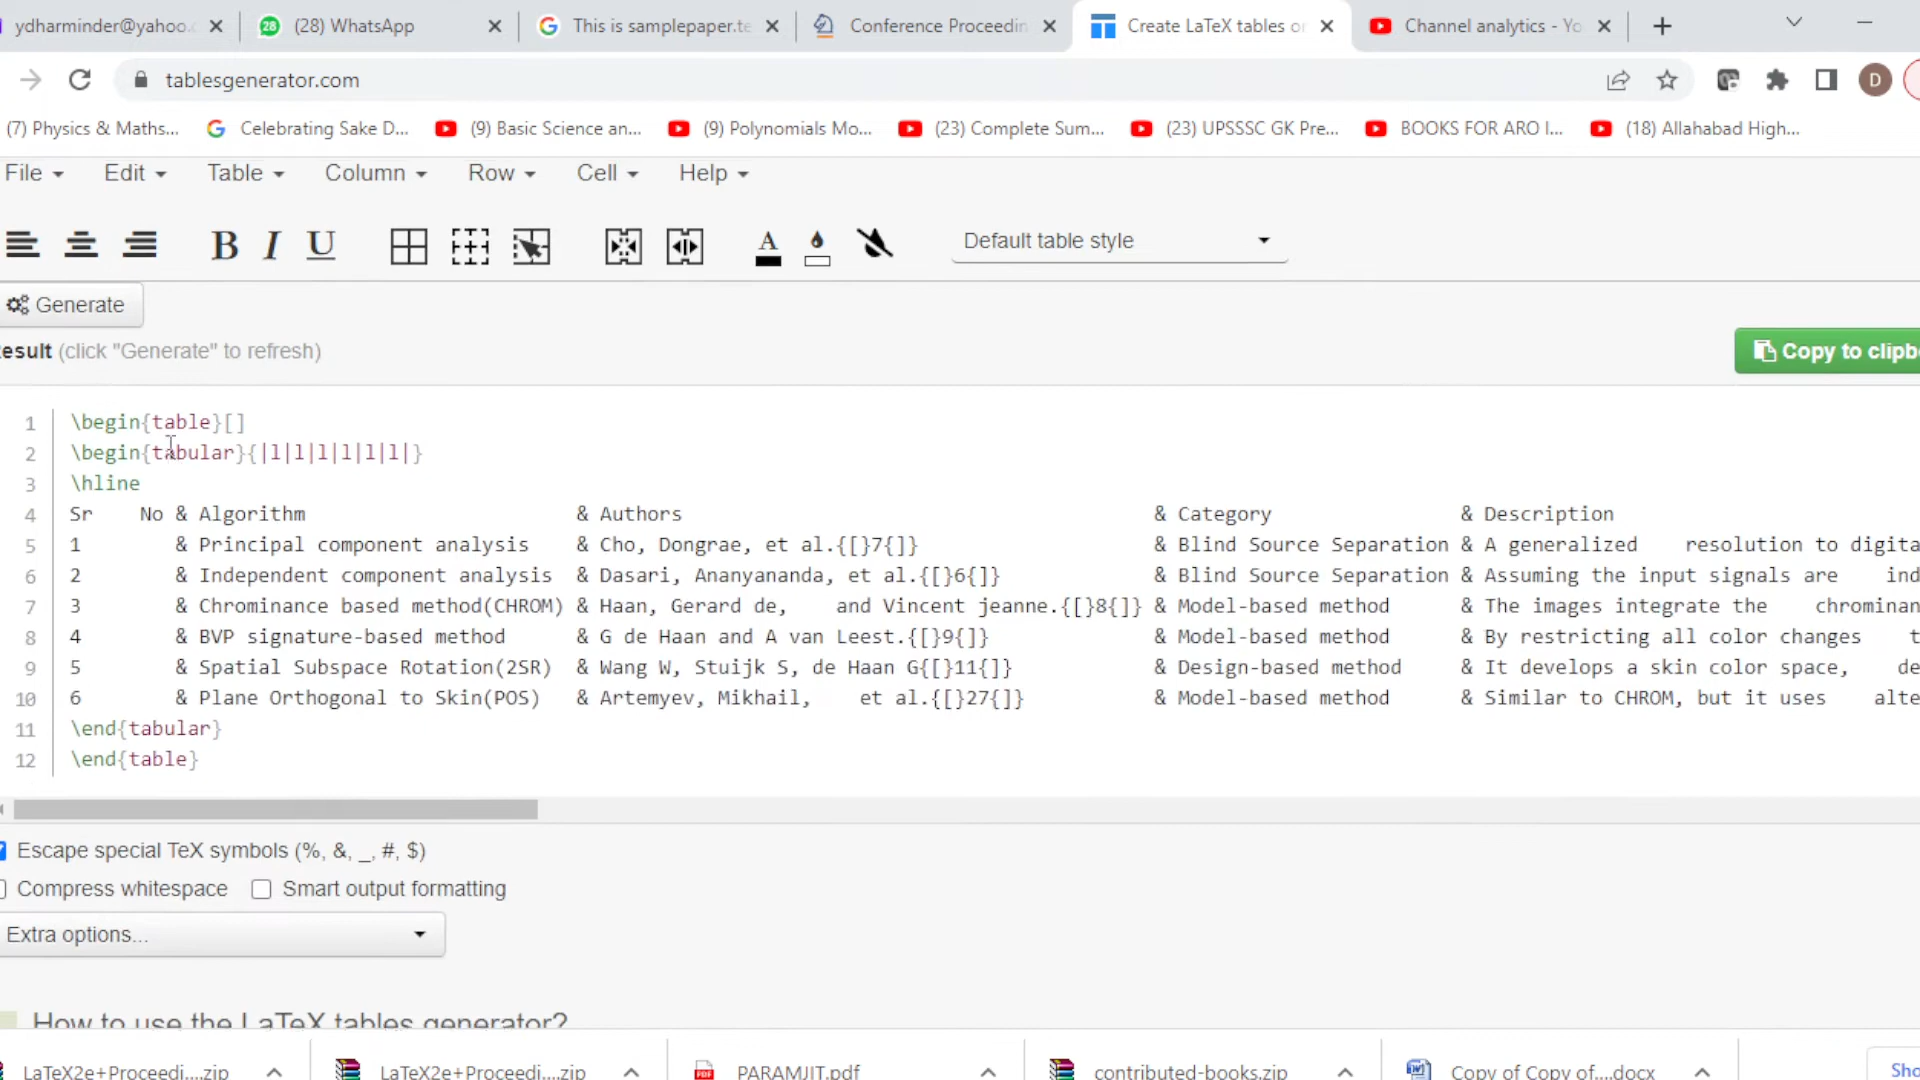 ydharminder@yahoo. (28) WhatsApp This is samplepaper.te Conference Proceedin Create LaTeX tables or Channel analytics - Yo
tablesgenerator.com D
(7) Physics & Maths... Celebrating Sake D... (9) Basic Science an... (9) Polynomials Mo... (23) Complete Sum... (23) UPSSSC GK Pre... BOOKS FOR ARO I... (18) Allahabad High...
File Edit Table Column Row Cell Help
B I U A Default table style
Generate
esult (click "Generate" to refresh) Copy to clipb
1 \begin{table}[]
2 \begin{tabular}{|l|l|l|l|l|l|}
3 \hline
4 Sr No & Algorithm & Authors & Category & Description
5 1 & Principal component analysis & Cho, Dongrae, et al.{[}7{]} & Blind Source Separation & A generalized resolution to digita
6 2 & Independent component analysis & Dasari, Ananyananda, et al.{[}6{]} & Blind Source Separation & Assuming the input signals are ind
7 3 & Chrominance based method(CHROM) & Haan, Gerard de, and Vincent jeanne.{[}8{]} & Model-based method & The images integrate the chrominan
8 4 & BVP signature-based method & G de Haan and A van Leest.{[}9{]} & Model-based method & By restricting all color changes t
9 5 & Spatial Subspace Rotation(2SR) & Wang W, Stuijk S, de Haan G{[}11{]} & Design-based method & It develops a skin color space, de
10 6 & Plane Orthogonal to Skin(POS) & Artemyev, Mikhail, et al.{[}27{]} & Model-based method & Similar to CHROM, but it uses alte
11 \end{tabular}
12 \end{table}
Escape special TeX symbols (%, &, _, #, $)
Compress whitespace Smart output formatting
Extra options...
How to use the LaTeX tables generator?
LaTeX2e+Proceedi....zip LaTeX2e+Proceedi....zip PARAMJIT.pdf contributed-books.zip Copy of Copy of....docx Sho